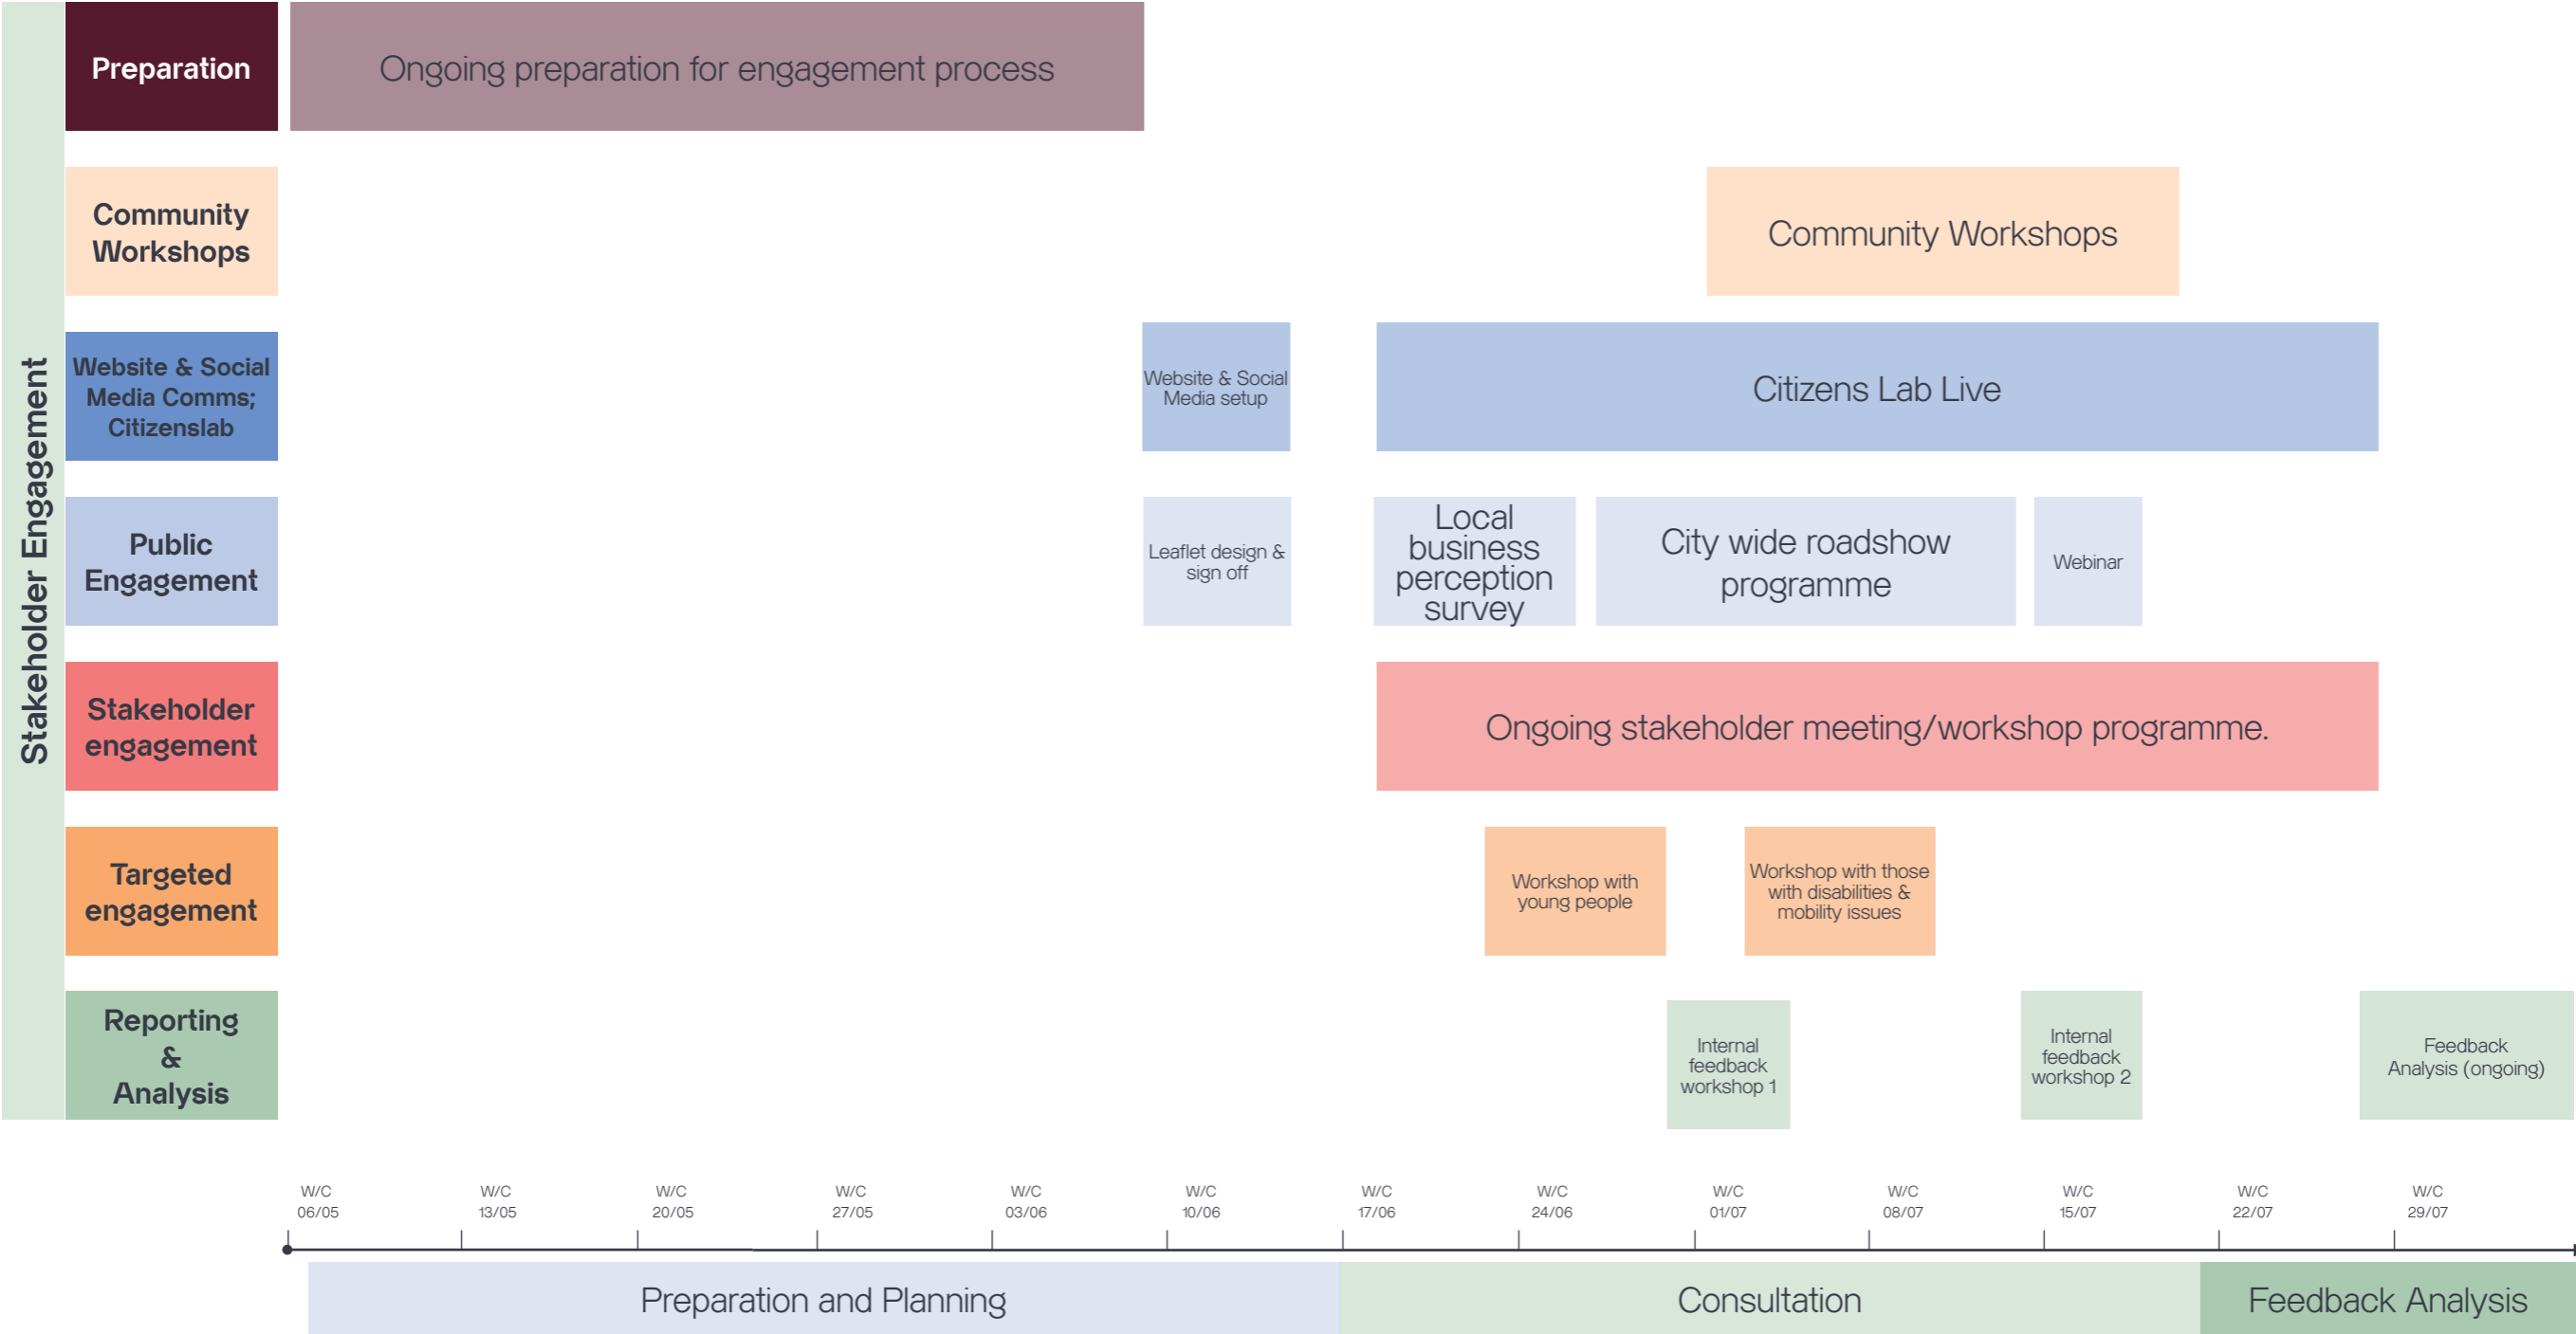 Stakeholder Engagement
Preparation
Ongoing preparation for engagement process
Community
Workshops
Community Workshops
Website & Social
Media Comms;
Citizenslab
Website & Social
Media setup
Citizens Lab Live
Public
Engagement
Leaflet design &
sign off
Local
business
perception
survey
City wide roadshow
programme
Webinar
Stakeholder
engagement
Ongoing stakeholder meeting/workshop programme.
Targeted
engagement
Workshop with
young people
Workshop with those
with disabilities &
mobility issues
Reporting
&
Analysis
Internal
feedback
workshop 1
Internal
feedback
workshop 2
Feedback
Analysis (ongoing)
W/C
06/05
W/C
13/05
W/C
20/05
W/C
27/05
W/C
03/06
W/C
10/06
W/C
17/06
W/C
24/06
W/C
01/07
W/C
08/07
W/C
15/07
W/C
22/07
W/C
29/07
Preparation and Planning
Consultation
Feedback Analysis